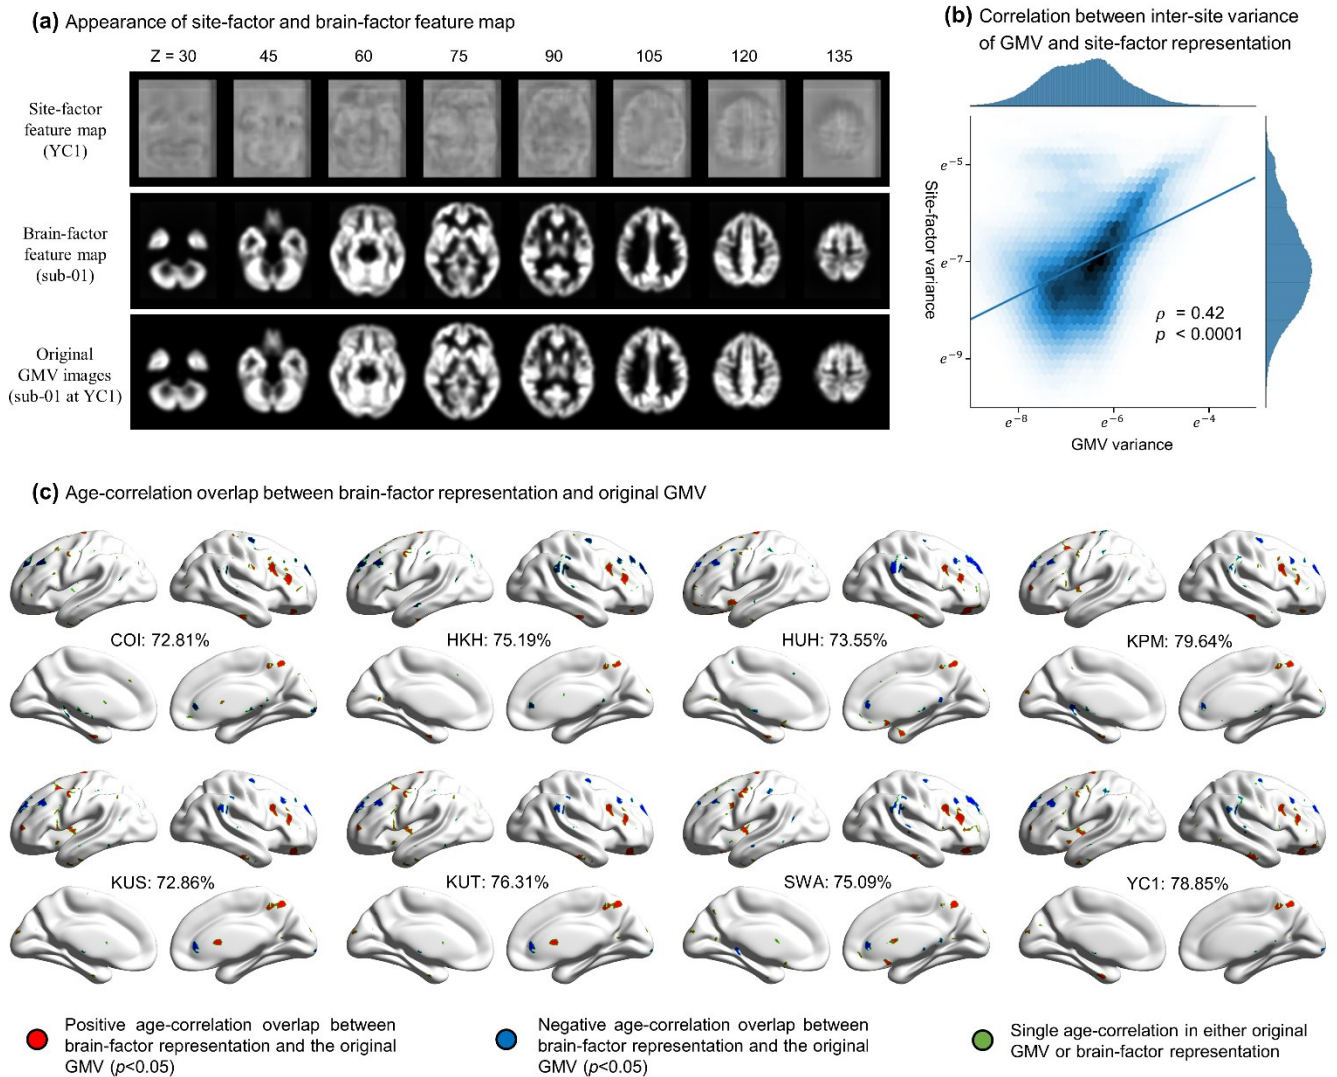 (a) Appearance of site-factor and brain-factor feature map
Z = 30 45 60 75 90 105 120 135
Site-factor
feature map
(YC1)
Brain-factor
feature map
(sub-01)
Original
GMV images
(sub-01 at YC1)
(b) Correlation between inter-site variance
of GMV and site-factor representation
Site-factor variance
e⁻⁵
e⁻⁷
e⁻⁹
ρ = 0.42
p < 0.0001
e⁻⁸ e⁻⁶ e⁻⁴
GMV variance
(c) Age-correlation overlap between brain-factor representation and original GMV
COI: 72.81% HKH: 75.19% HUH: 73.55% KPM: 79.64%
KUS: 72.86% KUT: 76.31% SWA: 75.09% YC1: 78.85%
Positive age-correlation overlap between
brain-factor representation and the original
GMV (p<0.05)
Negative age-correlation overlap between
brain-factor representation and the original
GMV (p<0.05)
Single age-correlation in either original
GMV or brain-factor representation